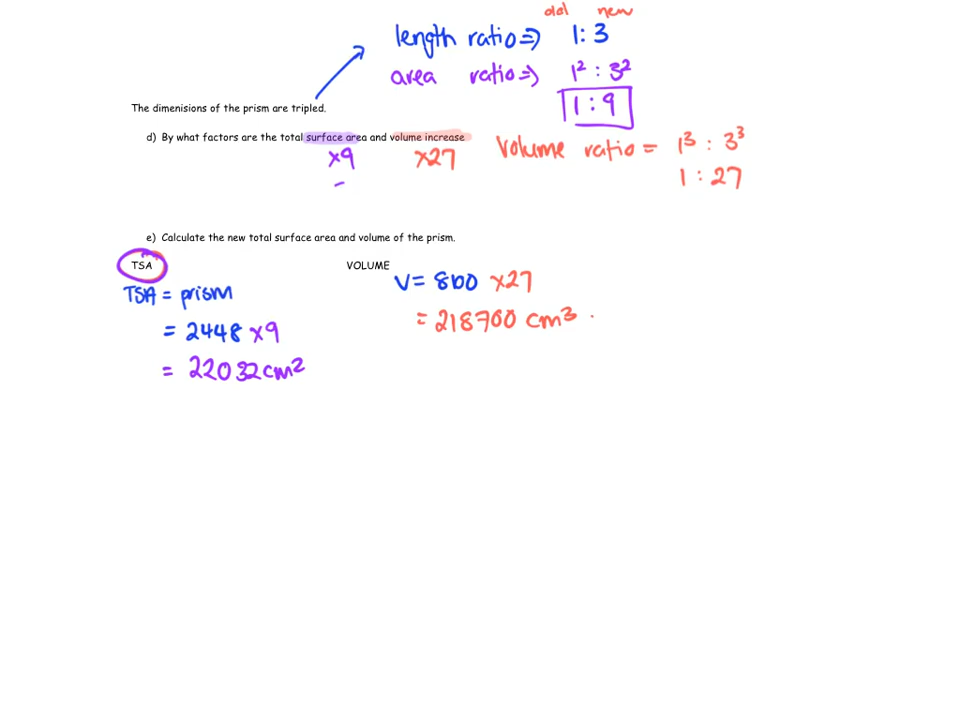 old new
length ratio ⇒ 1 : 3
area ratio ⇒ 1² : 3²
1 : 9
The dimenisions of the prism are tripled.
d) By what factors are the total surface area and volume increase
×9 ×27
Volume ratio = 1³ : 3³
1 : 27
e) Calculate the new total surface area and volume of the prism.
TSA VOLUME
TSA = prism
= 2448 ×9
= 22032 cm²
V = 8100 ×27
= 218700 cm³